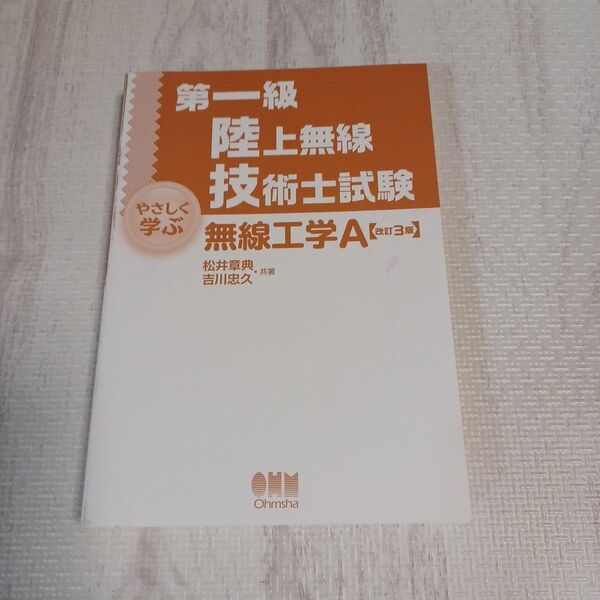 第一級
陸上無線
技術士試験
やさしく
学ぶ
無線工学A【改訂3版】
松井章典・
吉川忠久 共著
OHM
Ohmsha